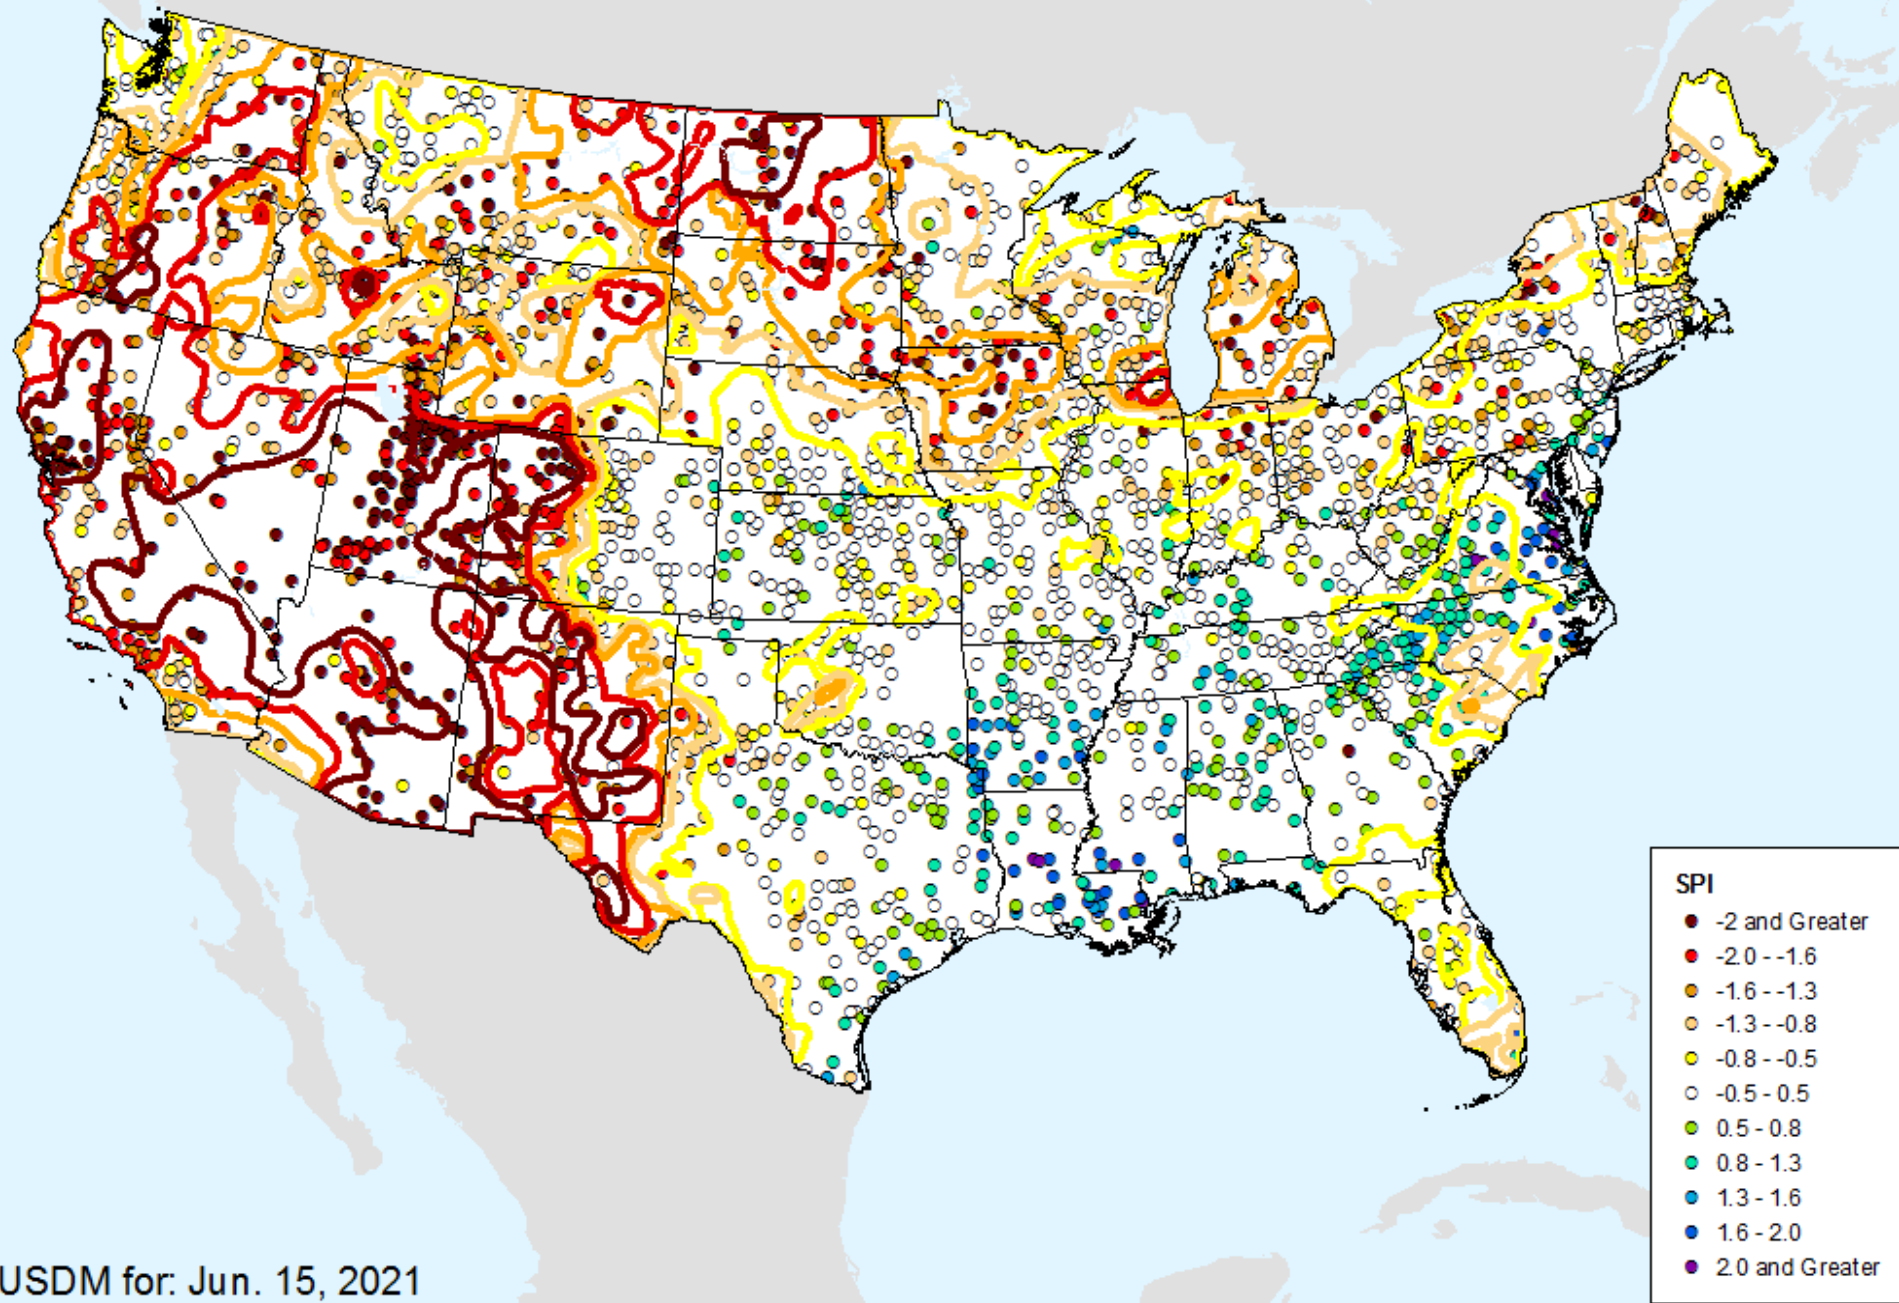 SPI
-2 and Greater
-2.0 - -1.6
-1.6 - -1.3
-1.3 - -0.8
-0.8 - -0.5
-0.5 - 0.5
0.5 - 0.8
0.8 - 1.3
1.3 - 1.6
1.6 - 2.0
2.0 and Greater
USDM for: Jun. 15, 2021